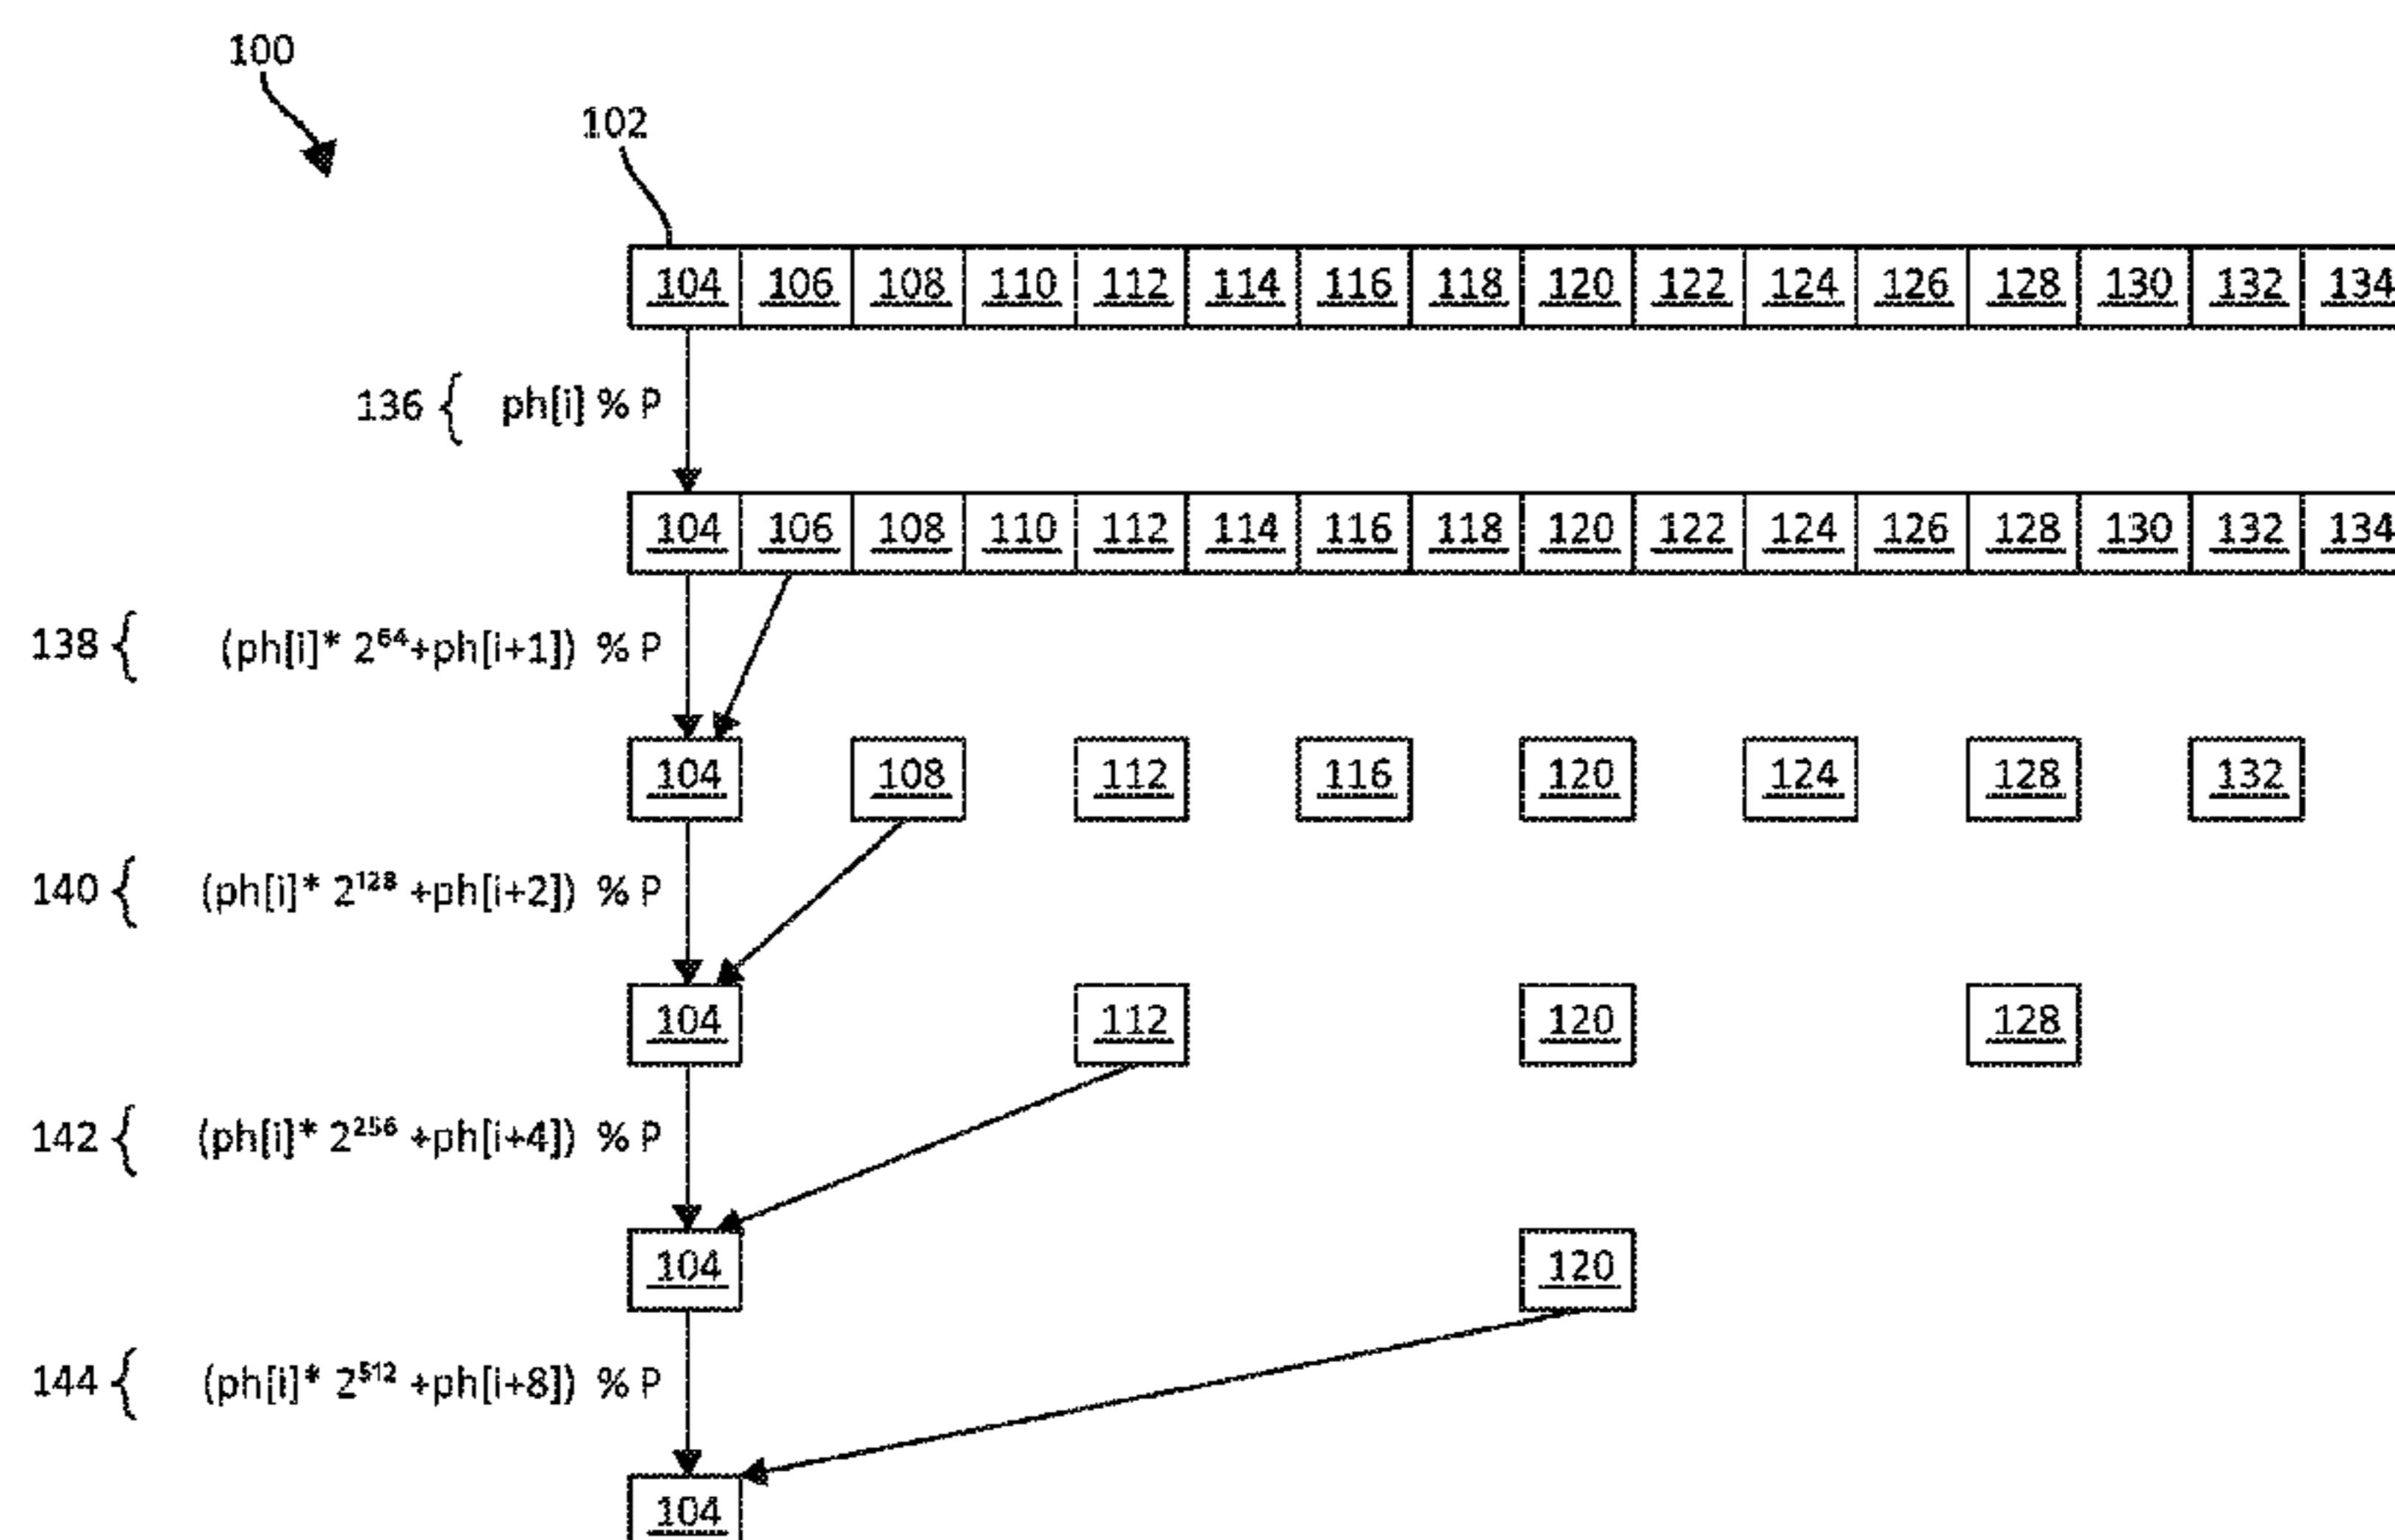 100
102
104 106 108 110 112 114 116 118 120 122 124 126 128 130 132 134
136 { ph[i] % P
104 106 108 110 112 114 116 118 120 122 124 126 128 130 132 134
138 { (ph[i]* 2⁶⁴+ph[i+1]) % P
104 108 112 116 120 124 128 132
140 { (ph[i]* 2¹²⁸ +ph[i+2]) % P
104 112 120 128
142 { (ph[i]* 2²⁵⁶ +ph[i+4]) % P
104 120
144 { (ph[i]* 2⁵¹² +ph[i+8]) % P
104